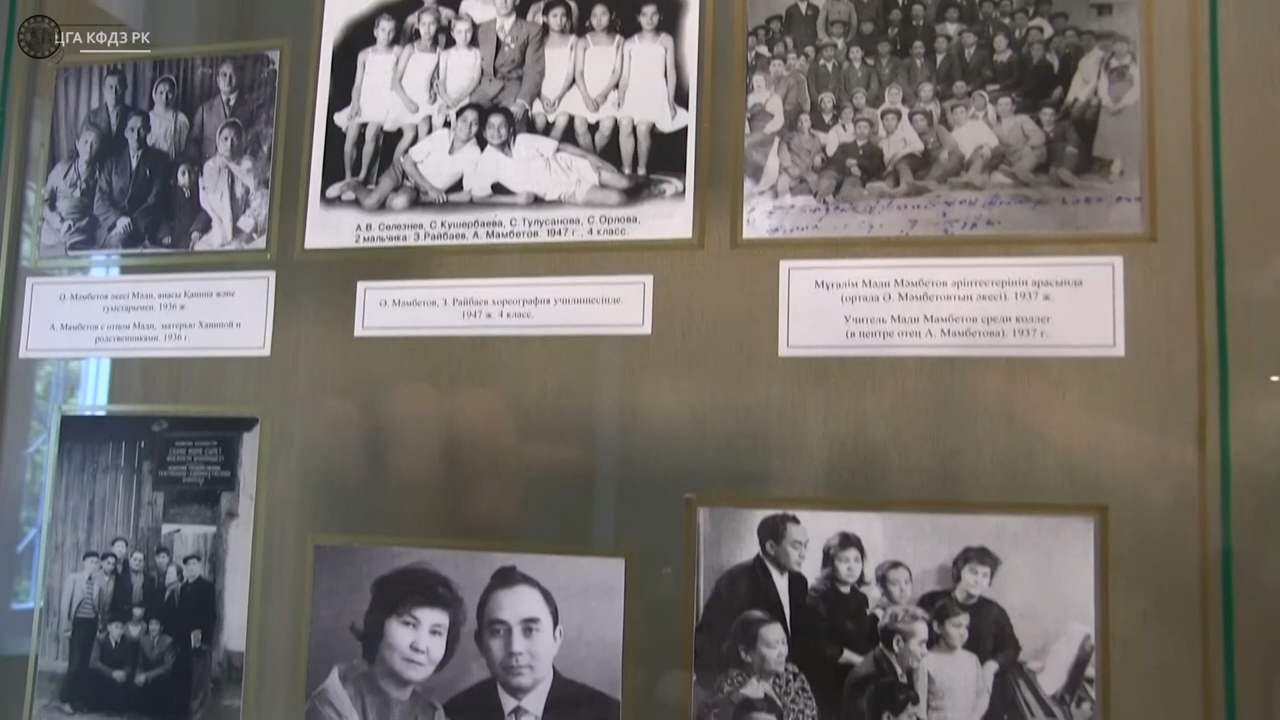 ЦГА КФДЗ РК
А.В. Селезнев, С.Кушербаева, С.Тулусанова, С.Орлова,
2 мальчика: З.Райбаев, А. Мамбетов. 1947 г., 4 класс.
Ә. Мәмбетов әкесі Мади, анасы Қанипа және
туыстарымен. 1936 ж.
А. Мамбетов с отцом Мади, матерью Ханипой и
родственниками. 1936 г.
Ә. Мәмбетов, З. Райбаев хореография училищесінде.
1947 ж. 4 класс.
Мұғалім Мади Мәмбетов әріптестерінің арасында
(ортада Ә. Мәмбетовтың әкесі). 1937 ж.
Учитель Мади Мамбетов среди коллег
(в центре отец А. Мамбетова). 1937 г.